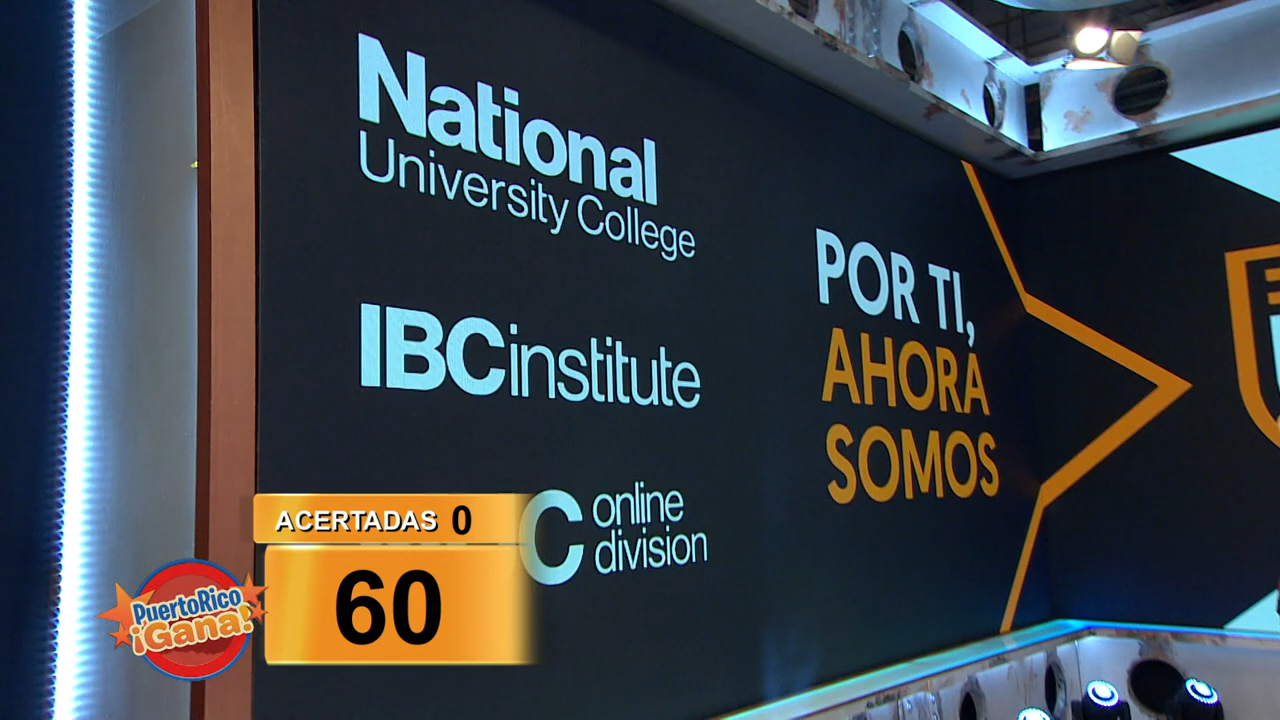 National
University College
IBCinstitute
C online
division
POR TI,
AHORA
SOMOS
ACERTADAS 0
60
PuertoRico
¡Gana!